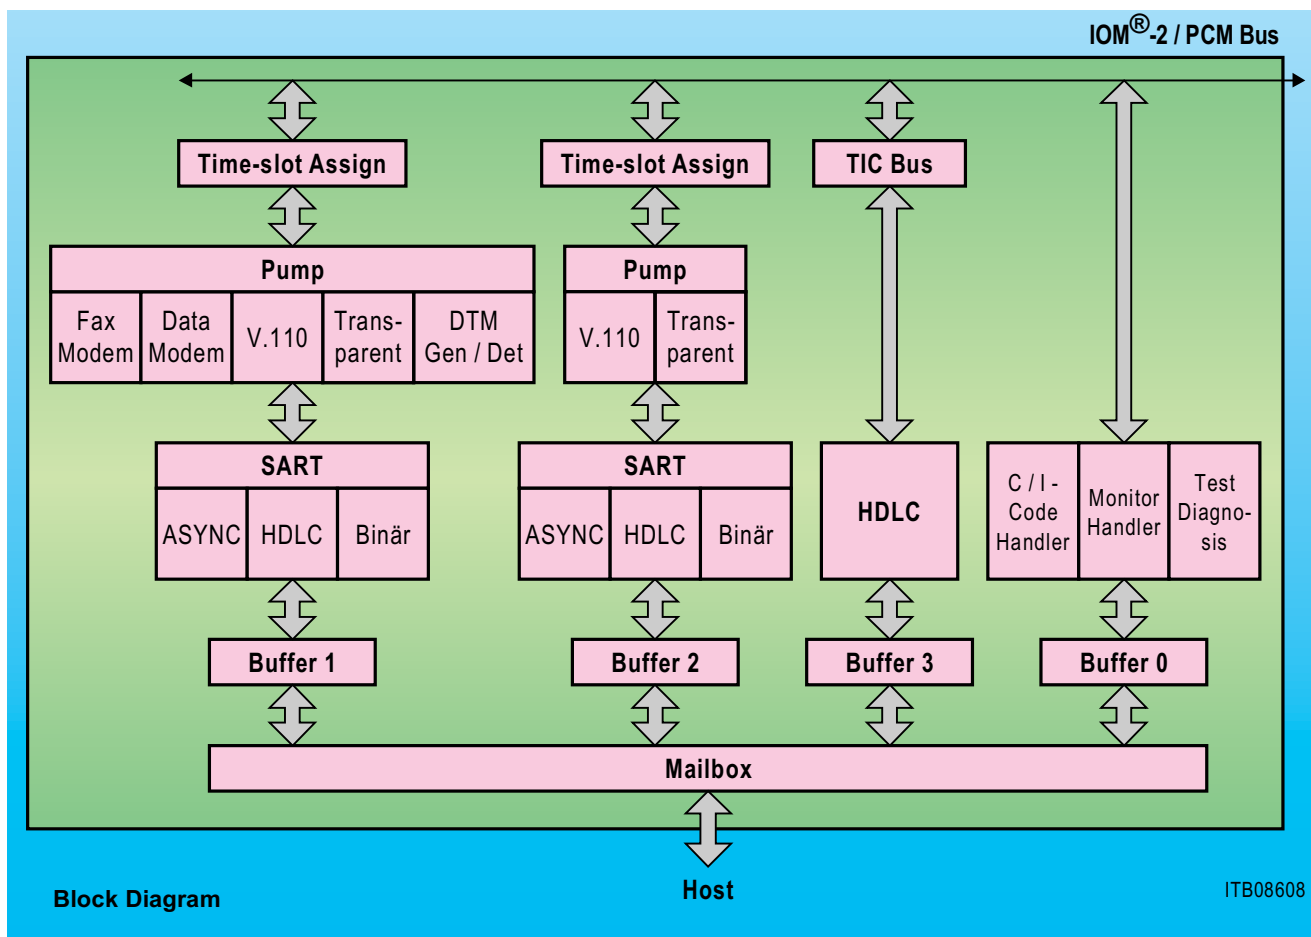 IOM®-2 / PCM Bus
Time-slot Assign
Time-slot Assign
TIC Bus
Pump
Fax
Modem
Data
Modem
V.110
Trans-
parent
DTM
Gen / Det
Pump
V.110
Trans-
parent
SART
ASYNC
HDLC
Binär
SART
ASYNC
HDLC
Binär
HDLC
C / I -
Code
Handler
Monitor
Handler
Test
Diagno-
sis
Buffer 1
Buffer 2
Buffer 3
Buffer 0
Mailbox
Host
Block Diagram
ITB08608